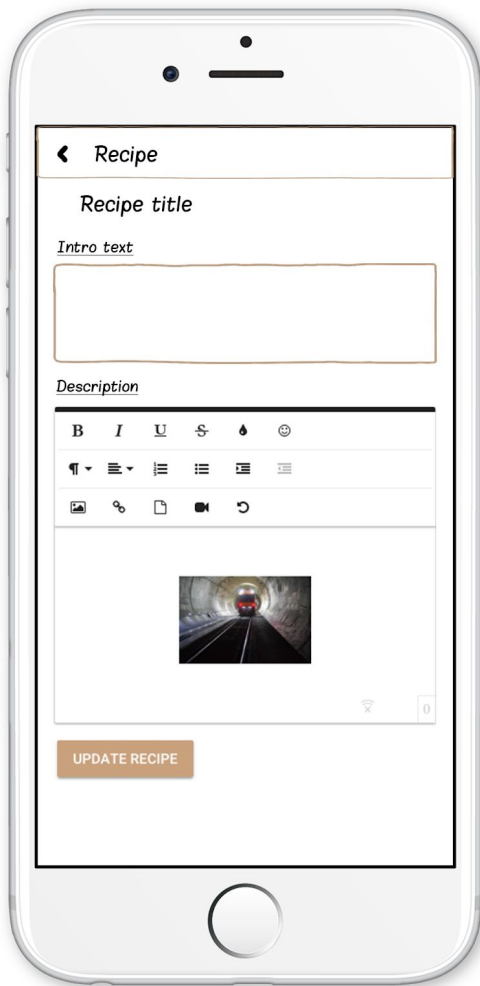 Recipe
Recipe title
Intro text
Description
B I U S
0
UPDATE RECIPE